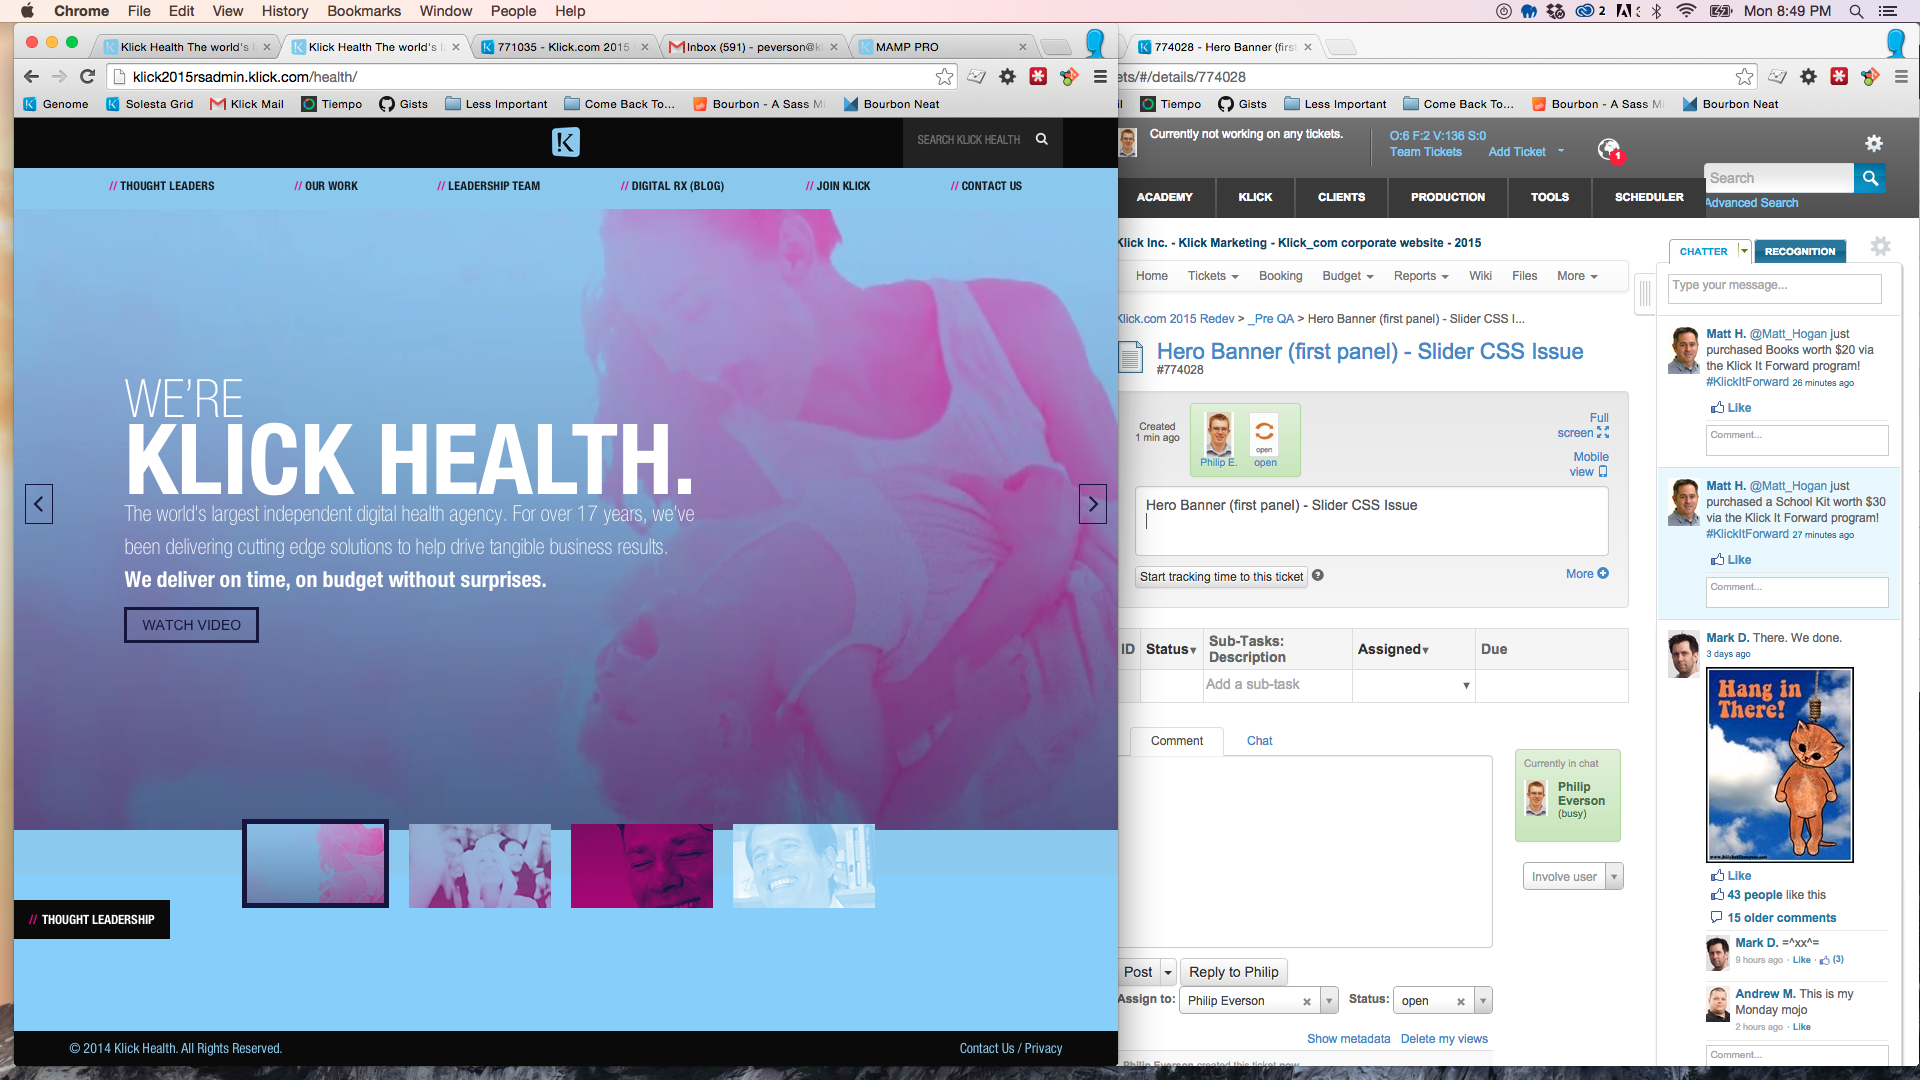 Chrome File Edit View History Bookmarks Window People Help
2 Mon 8:49 PM
Klick Health The world's
Klick Health The world's
771035 - Klick.com 2015
Inbox (591) - peverson@k
MAMP PRO
klick2015rsadmin.klick.com/health/
Genome Solesta Grid Klick Mail Tiempo Gists Less Important Come Back To... Bourbon - A Sass Bourbon Neat
SEARCH KLICK HEALTH
// THOUGHT LEADERS // OUR WORK // LEADERSHIP TEAM // DIGITAL RX (BLOG) // JOIN KLICK // CONTACT US
WE'RE
KLICK HEALTH.
The world's largest independent digital health agency. For over 17 years, we've
been delivering cutting edge solutions to help drive tangible business results.
We deliver on time, on budget without surprises.
WATCH VIDEO
// THOUGHT LEADERSHIP
© 2014 Klick Health. All Rights Reserved.
Contact Us / Privacy
774028 - Hero Banner (first
ets/#/details/774028
Tiempo Gists Less Important Come Back To... Bourbon - A Sass Bourbon Neat
Currently not working on any tickets.
O:6 F:2 V:136 S:0
Team Tickets Add Ticket
1
Search
Advanced Search
ACADEMY KLICK CLIENTS PRODUCTION TOOLS SCHEDULER
Klick Inc. - Klick Marketing - Klick_com corporate website - 2015
Home Tickets Booking Budget Reports Wiki Files More
Klick.com 2015 Redev > _Pre QA > Hero Banner (first panel) - Slider CSS I...
Hero Banner (first panel) - Slider CSS Issue
#774028
Created
1 min ago
Philip E.
open
open
Full
screen
Mobile
view
Hero Banner (first panel) - Slider CSS Issue
Start tracking time to this ticket ?
More
ID Status Sub-Tasks: Description Assigned Due
Add a sub-task
Comment Chat
Currently in chat
Philip
Everson
(busy)
Involve user
Post Reply to Philip
Assign to: Philip Everson Status: open
Show metadata Delete my views
Philip Everson created this ticket now
CHATTER RECOGNITION
Type your message...
Matt H. @Matt_Hogan just
purchased Books worth $20 via
the Klick It Forward program!
#KlickItForward 26 minutes ago
Like
Comment...
Matt H. @Matt_Hogan just
purchased a School Kit worth $30
via the Klick It Forward program!
#KlickItForward 27 minutes ago
Like
Comment...
Mark D. There. We done.
3 days ago
Hang in
There!
Like
43 people like this
15 older comments
Mark D. =^xx^=
9 hours ago · Like · (3)
Andrew M. This is my
Monday mojo
2 hours ago · Like
Comment...